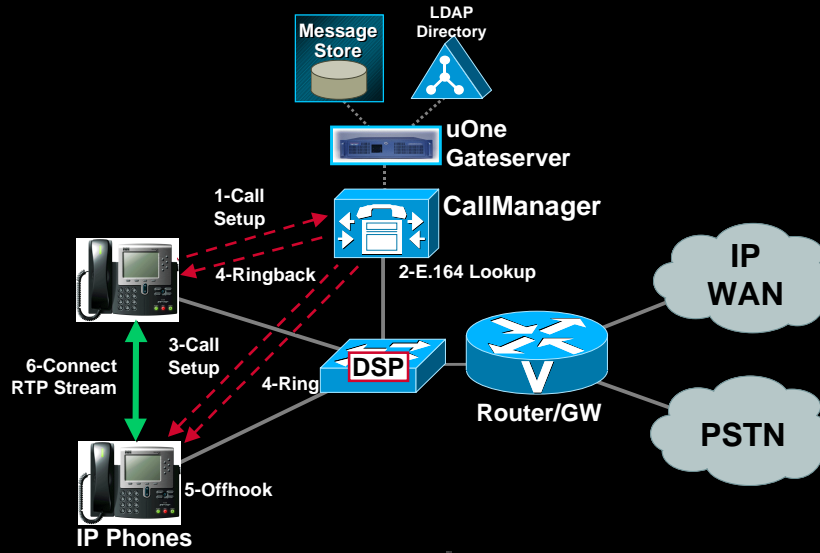 Message
Store
LDAP
Directory
uOne
Gateserver
CallManager
1-Call
Setup
4-Ringback
2-E.164 Lookup
IP
WAN
6-Connect
RTP Stream
3-Call
Setup
4-Ring
DSP
V
Router/GW
PSTN
5-Offhook
IP Phones